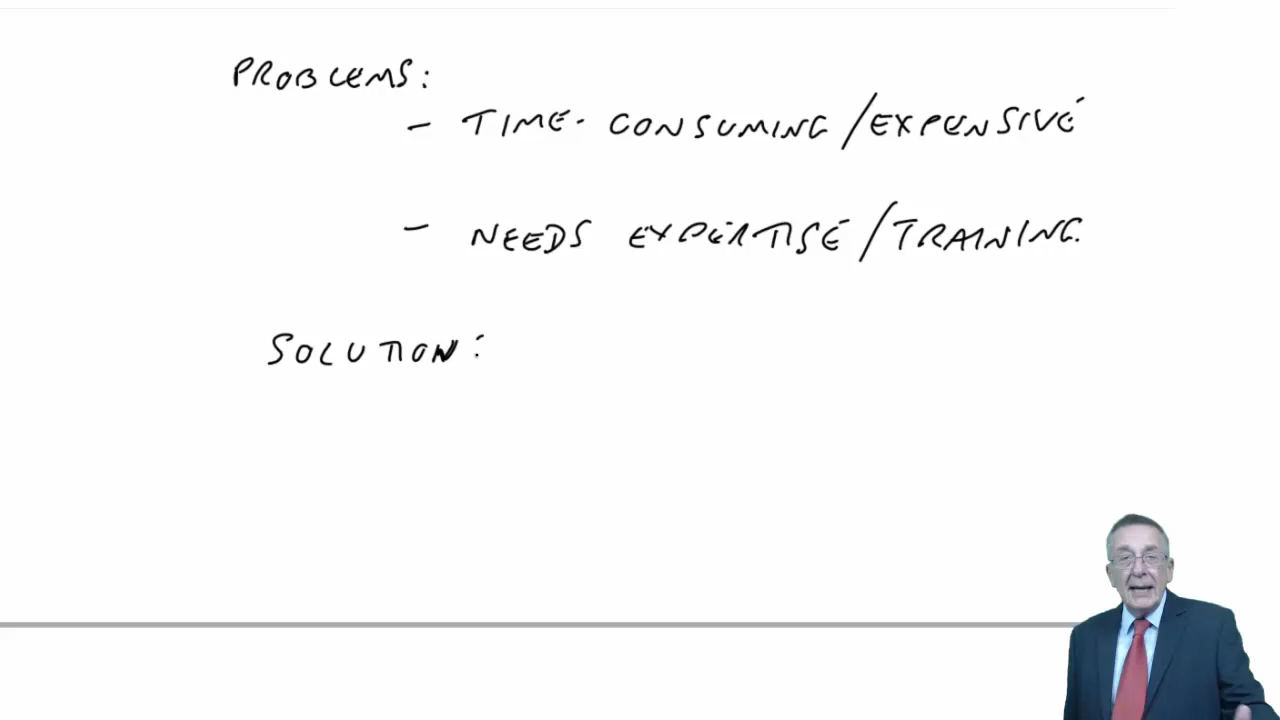 PROBLEMS:
- TIME-CONSUMING/EXPENSIVE
- NEEDS EXPERTISE/TRAINING.
SOLUTION: